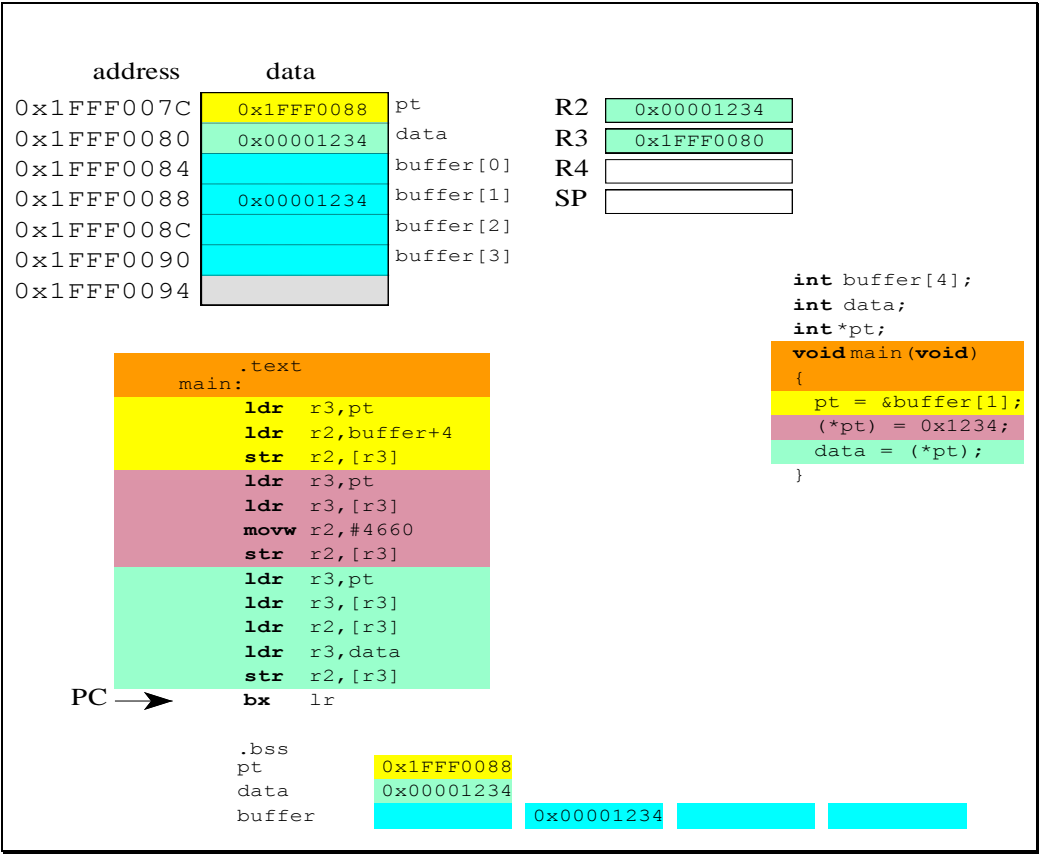 address data
0x1FFF007C 0x1FFF0088 pt
0x1FFF0080 0x00001234 data
0x1FFF0084 buffer[0]
0x1FFF0088 0x00001234 buffer[1]
0x1FFF008C buffer[2]
0x1FFF0090 buffer[3]
0x1FFF0094
R2 0x00001234
R3 0x1FFF0080
R4
SP
int buffer[4];
int data;
int *pt;
void main(void)
{
pt = &buffer[1];
(*pt) = 0x1234;
data = (*pt);
}
.text
main:
ldr r3,pt
ldr r2,buffer+4
str r2,[r3]
ldr r3,pt
ldr r3,[r3]
movw r2,#4660
str r2,[r3]
ldr r3,pt
ldr r3,[r3]
ldr r2,[r3]
ldr r3,data
str r2,[r3]
PC bx lr
.bss
pt 0x1FFF0088
data 0x00001234
buffer 0x00001234